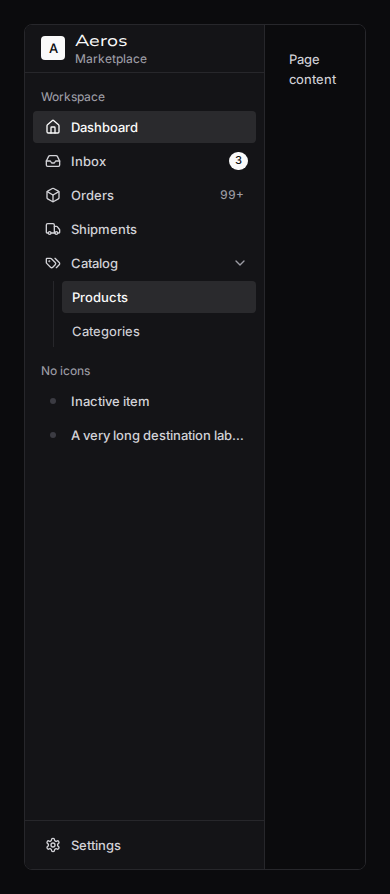 A
Aeros
Marketplace
Workspace
Dashboard
Inbox
3
Orders
99+
Shipments
Catalog
Products
Categories
No icons
Inactive item
A very long destination lab...
Settings
Page
content